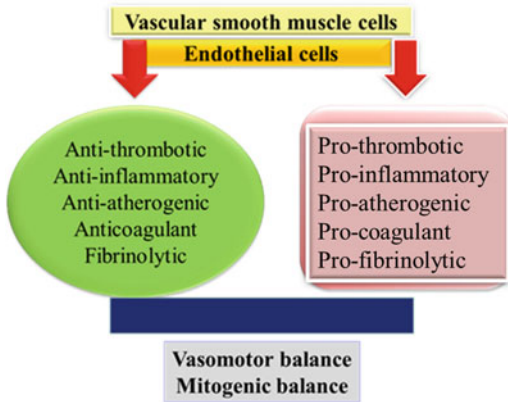 Vascular smooth muscle cells
Endothelial cells
Anti-thrombotic
Anti-inflammatory
Anti-atherogenic
Anticoagulant
Fibrinolytic
Pro-thrombotic
Pro-inflammatory
Pro-atherogenic
Pro-coagulant
Pro-fibrinolytic
Vasomotor balance
Mitogenic balance